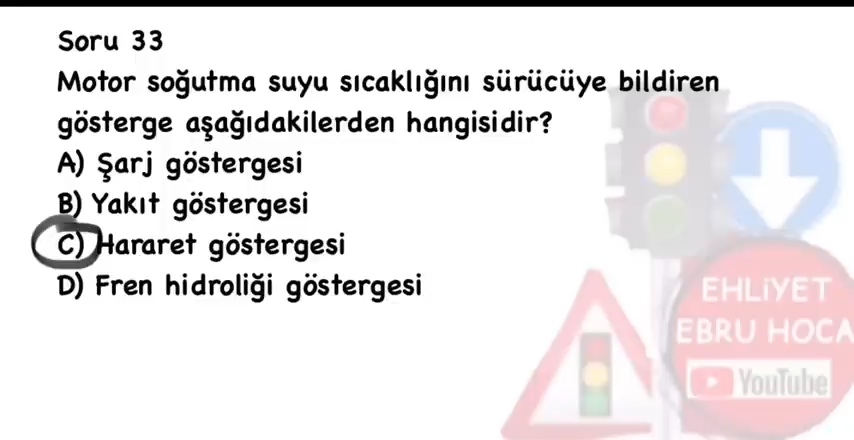 Soru 33
Motor soğutma suyu sıcaklığını sürücüye bildiren
gösterge aşağıdakilerden hangisidir?
A) Şarj göstergesi
B) Yakıt göstergesi
C) Hararet göstergesi
D) Fren hidroliği göstergesi
EHLİYET
EBRU HOCA
YouTube